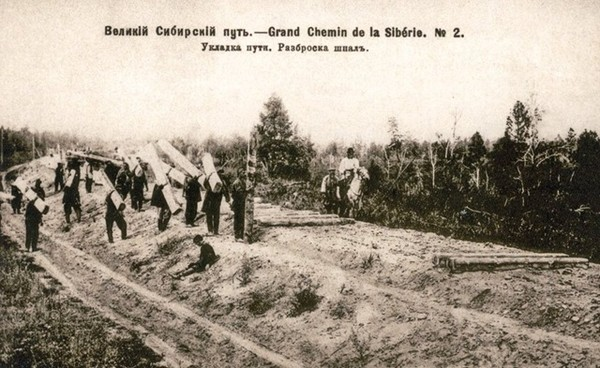 Великій Сибирскій путь.—Grand Chemin de la Sibérie. № 2.
Укладка пути. Разброска шпалъ.